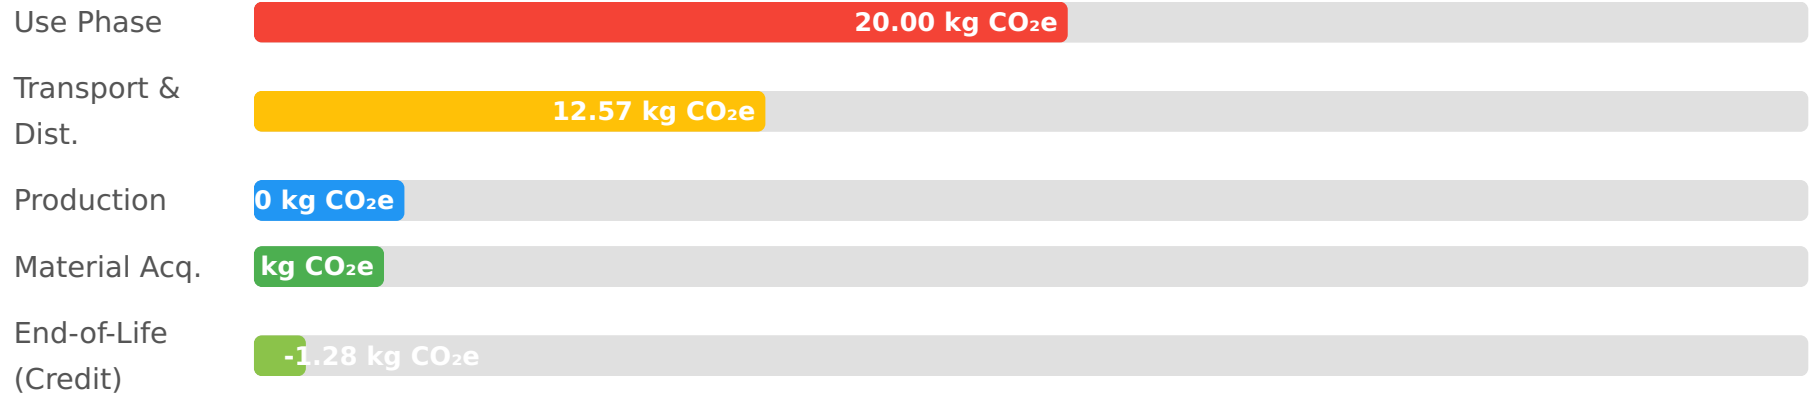 Use Phase
20.00 kg CO₂e
Transport &
Dist.
12.57 kg CO₂e
Production
0 kg CO₂e
Material Acq.
kg CO₂e
End-of-Life
(Credit)
-1.28 kg CO₂e